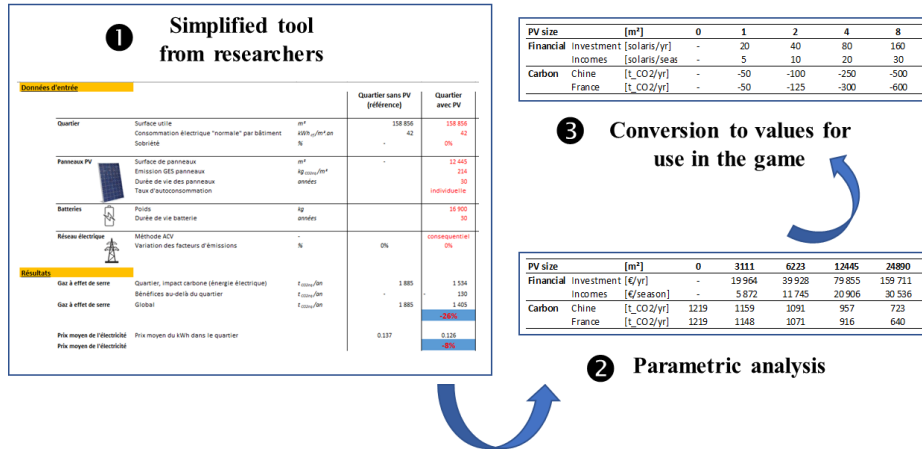 ❶ Simplified tool
from researchers
Données d'entrée
Quartier sans PV Quartier
(référence) avec PV
Quartier Surface utile m² 158 856 158 856
Consommation électrique "normale" par bâtiment kWh /m².an 42 42
Sobriété % - 0%
Panneaux PV Surface de panneaux m² - 12 445
Emission GES panneaux /m² 214
Durée de vie des panneaux années 30
Taux d'autoconsommation individuelle
Batteries Poids kg 16 900
Durée de vie batterie années 30
Réseau électrique Méthode ACV - consequentiel
Variation des facteurs d'émissions % 0% 0%
Résultats
Gaz à effet de serre Quartier, impact carbone (énergie électrique) /an 1 885 1 534
Bénéfices au-delà du quartier /an - 130
Gaz à effet de serre Global /an 1 885 1 405
-26%
Prix moyen de l'électricité Prix moyen du kWh dans le quartier 0.137 0.126
Prix moyen de l'électricité -8%
PV size [m²] 0 1 2 4 8
Financial Investment [solaris/yr] - 20 40 80 160
Incomes [solaris/seas - 5 10 20 30
Carbon Chine [t_CO2/yr] - -50 -100 -250 -500
France [t_CO2/yr] - -50 -125 -300 -600
❸ Conversion to values for
use in the game
PV size [m²] 0 3111 6223 12445 24890
Financial Investment [€/yr] - 19 964 39 928 79 855 159 711
Incomes [€/season] - 5 872 11 745 20 906 30 536
Carbon Chine [t_CO2/yr] 1219 1159 1091 957 723
France [t_CO2/yr] 1219 1148 1071 916 640
❷ Parametric analysis